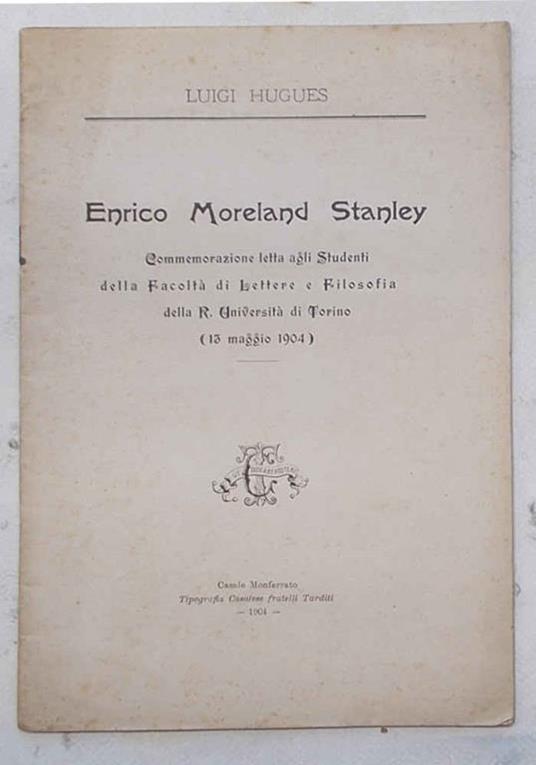 LUIGI HUGUES
Enrico Moreland Stanley
Commemorazione letta agli Studenti
della Facoltà di Lettere e Filosofia
della R. Università di Torino
(13 maggio 1904)
Casale Monferrato
Tipografia Casalese fratelli Tarditi
— 1904 —